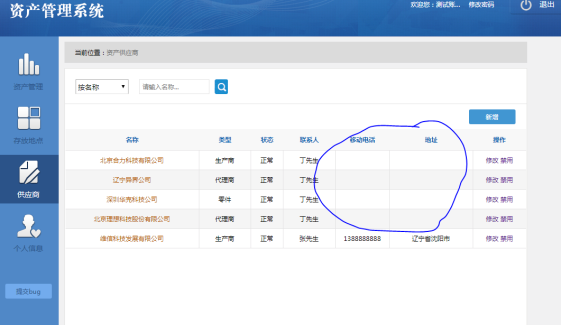 资产管理系统
欢迎您：测试账... 修改密码 退出
当前位置：资产供应商
资产管理
存放地点
供应商
个人信息
提交bug
按名称 请输入名称...
新增
名称 类型 状态 联系人 移动电话 地址 操作
北京金力科技有限公司 生产商 正常 丁先生 修改 禁用
辽宁舜弄公司 代理商 正常 丁先生 修改 禁用
深圳华克科技公司 零件 正常 丁先生 修改 禁用
北京理想科技股份有限公司 代理商 正常 丁先生 修改 禁用
维信科技发展有限公司 生产商 正常 张先生 1388888888 辽宁省沈阳市 修改 禁用